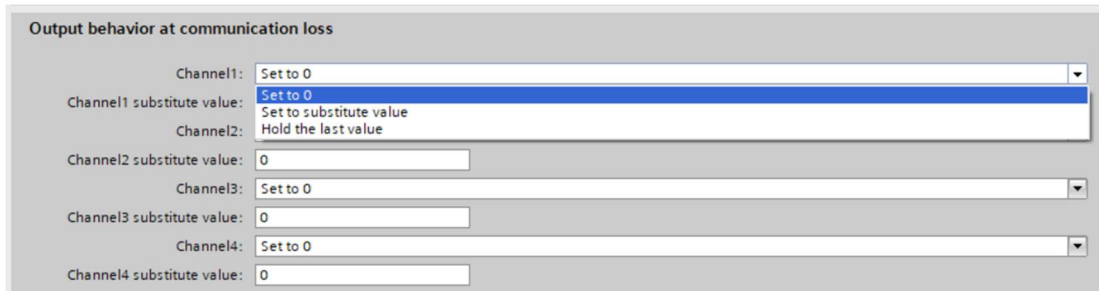 Output behavior at communication loss
Channel1: Set to 0
Channel1 substitute value: Set to 0
Set to substitute value
Channel2: Hold the last value
Channel2 substitute value: 0
Channel3: Set to 0
Channel3 substitute value: 0
Channel4: Set to 0
Channel4 substitute value: 0